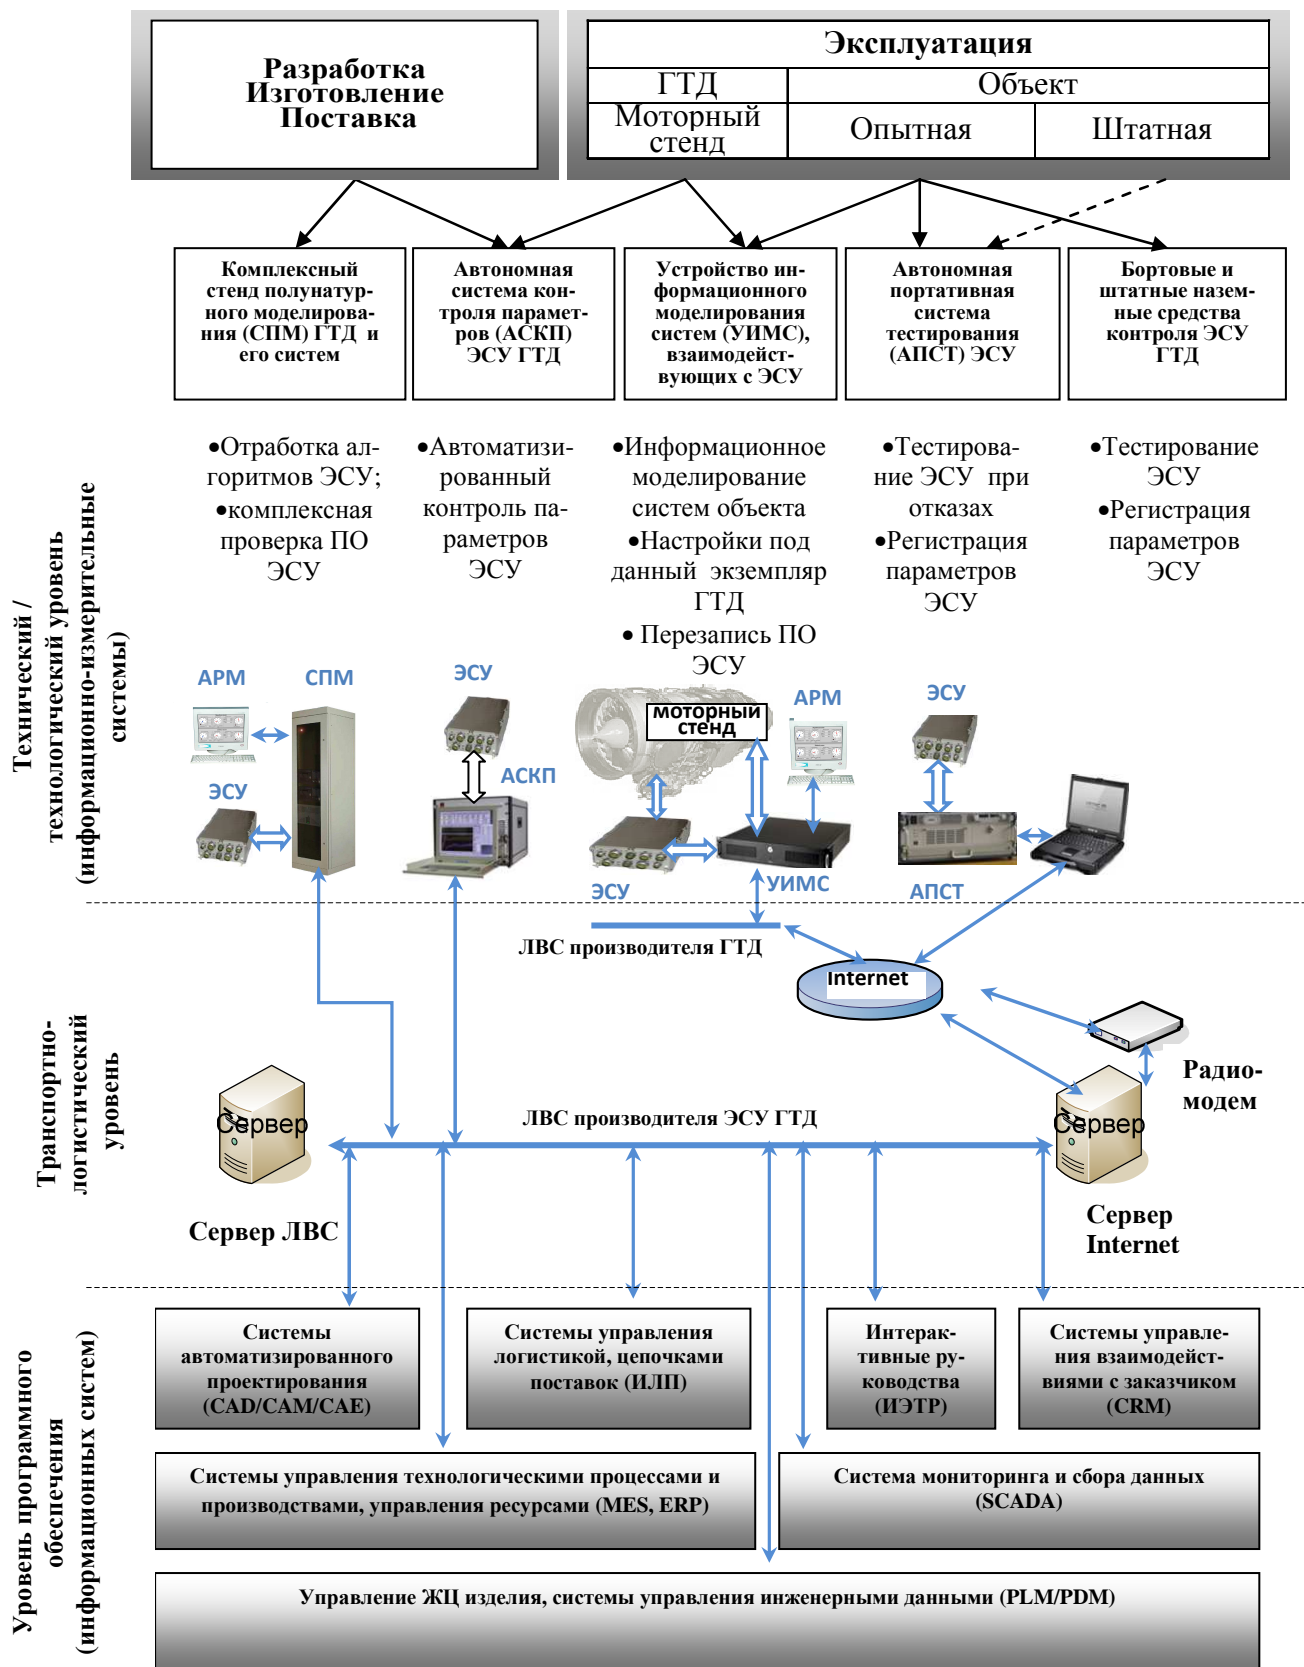 Разработка
Изготовление
Поставка
Эксплуатация
ГТД
Объект
Моторный
стенд
Опытная
Штатная
Комплексный
стенд полунатур-
ного моделирова-
ния (СПМ) ГТД и
его систем
Автономная
система кон-
троля парамет-
ров (АСКП)
ЭСУ ГТД
Устройство ин-
формационного
моделирования
систем (УИМС),
взаимодейст-
вующих с ЭСУ
Автономная
портативная
система
тестирования
(АПСТ) ЭСУ
Бортовые и
штатные назем-
ные средства
контроля ЭСУ
ГТД
•Отработка ал-
горитмов ЭСУ;
•комплексная
проверка ПО
ЭСУ
•Автоматизи-
рованный
контроль па-
раметров
ЭСУ
•Информационное
моделирование
систем объекта
•Настройки под
данный экземпляр
ГТД
• Перезапись ПО
ЭСУ
•Тестирова-
ние ЭСУ при
отказах
•Регистрация
параметров
ЭСУ
•Тестирование
ЭСУ
•Регистрация
параметров
ЭСУ
Технический /
технологический уровень
(информационно-измерительные
системы)
АРМ
СПМ
ЭСУ
ЭСУ
АСКП
моторный
стенд
АРМ
ЭСУ
УИМС
ЭСУ
АПСТ
ЛВС производителя ГТД
Internet
Транспортно-
логистический
уровень
Радио-
модем
Сервер
ЛВС производителя ЭСУ ГТД
Сервер
Сервер ЛВС
Сервер
Internet
Уровень программного
обеспечения
(информационных систем)
Системы
автоматизированного
проектирования
(CAD/CAM/CAE)
Системы управления
логистикой, цепочками
поставок (ИЛП)
Интерак-
тивные ру-
ководства
(ИЭТР)
Системы управле-
ния взаимодейст-
виями с заказчиком
(CRM)
Системы управления технологическими процессами и
производствами, управления ресурсами (MES, ERP)
Система мониторинга и сбора данных
(SCADA)
Управление ЖЦ изделия, системы управления инженерными данными (PLM/PDM)